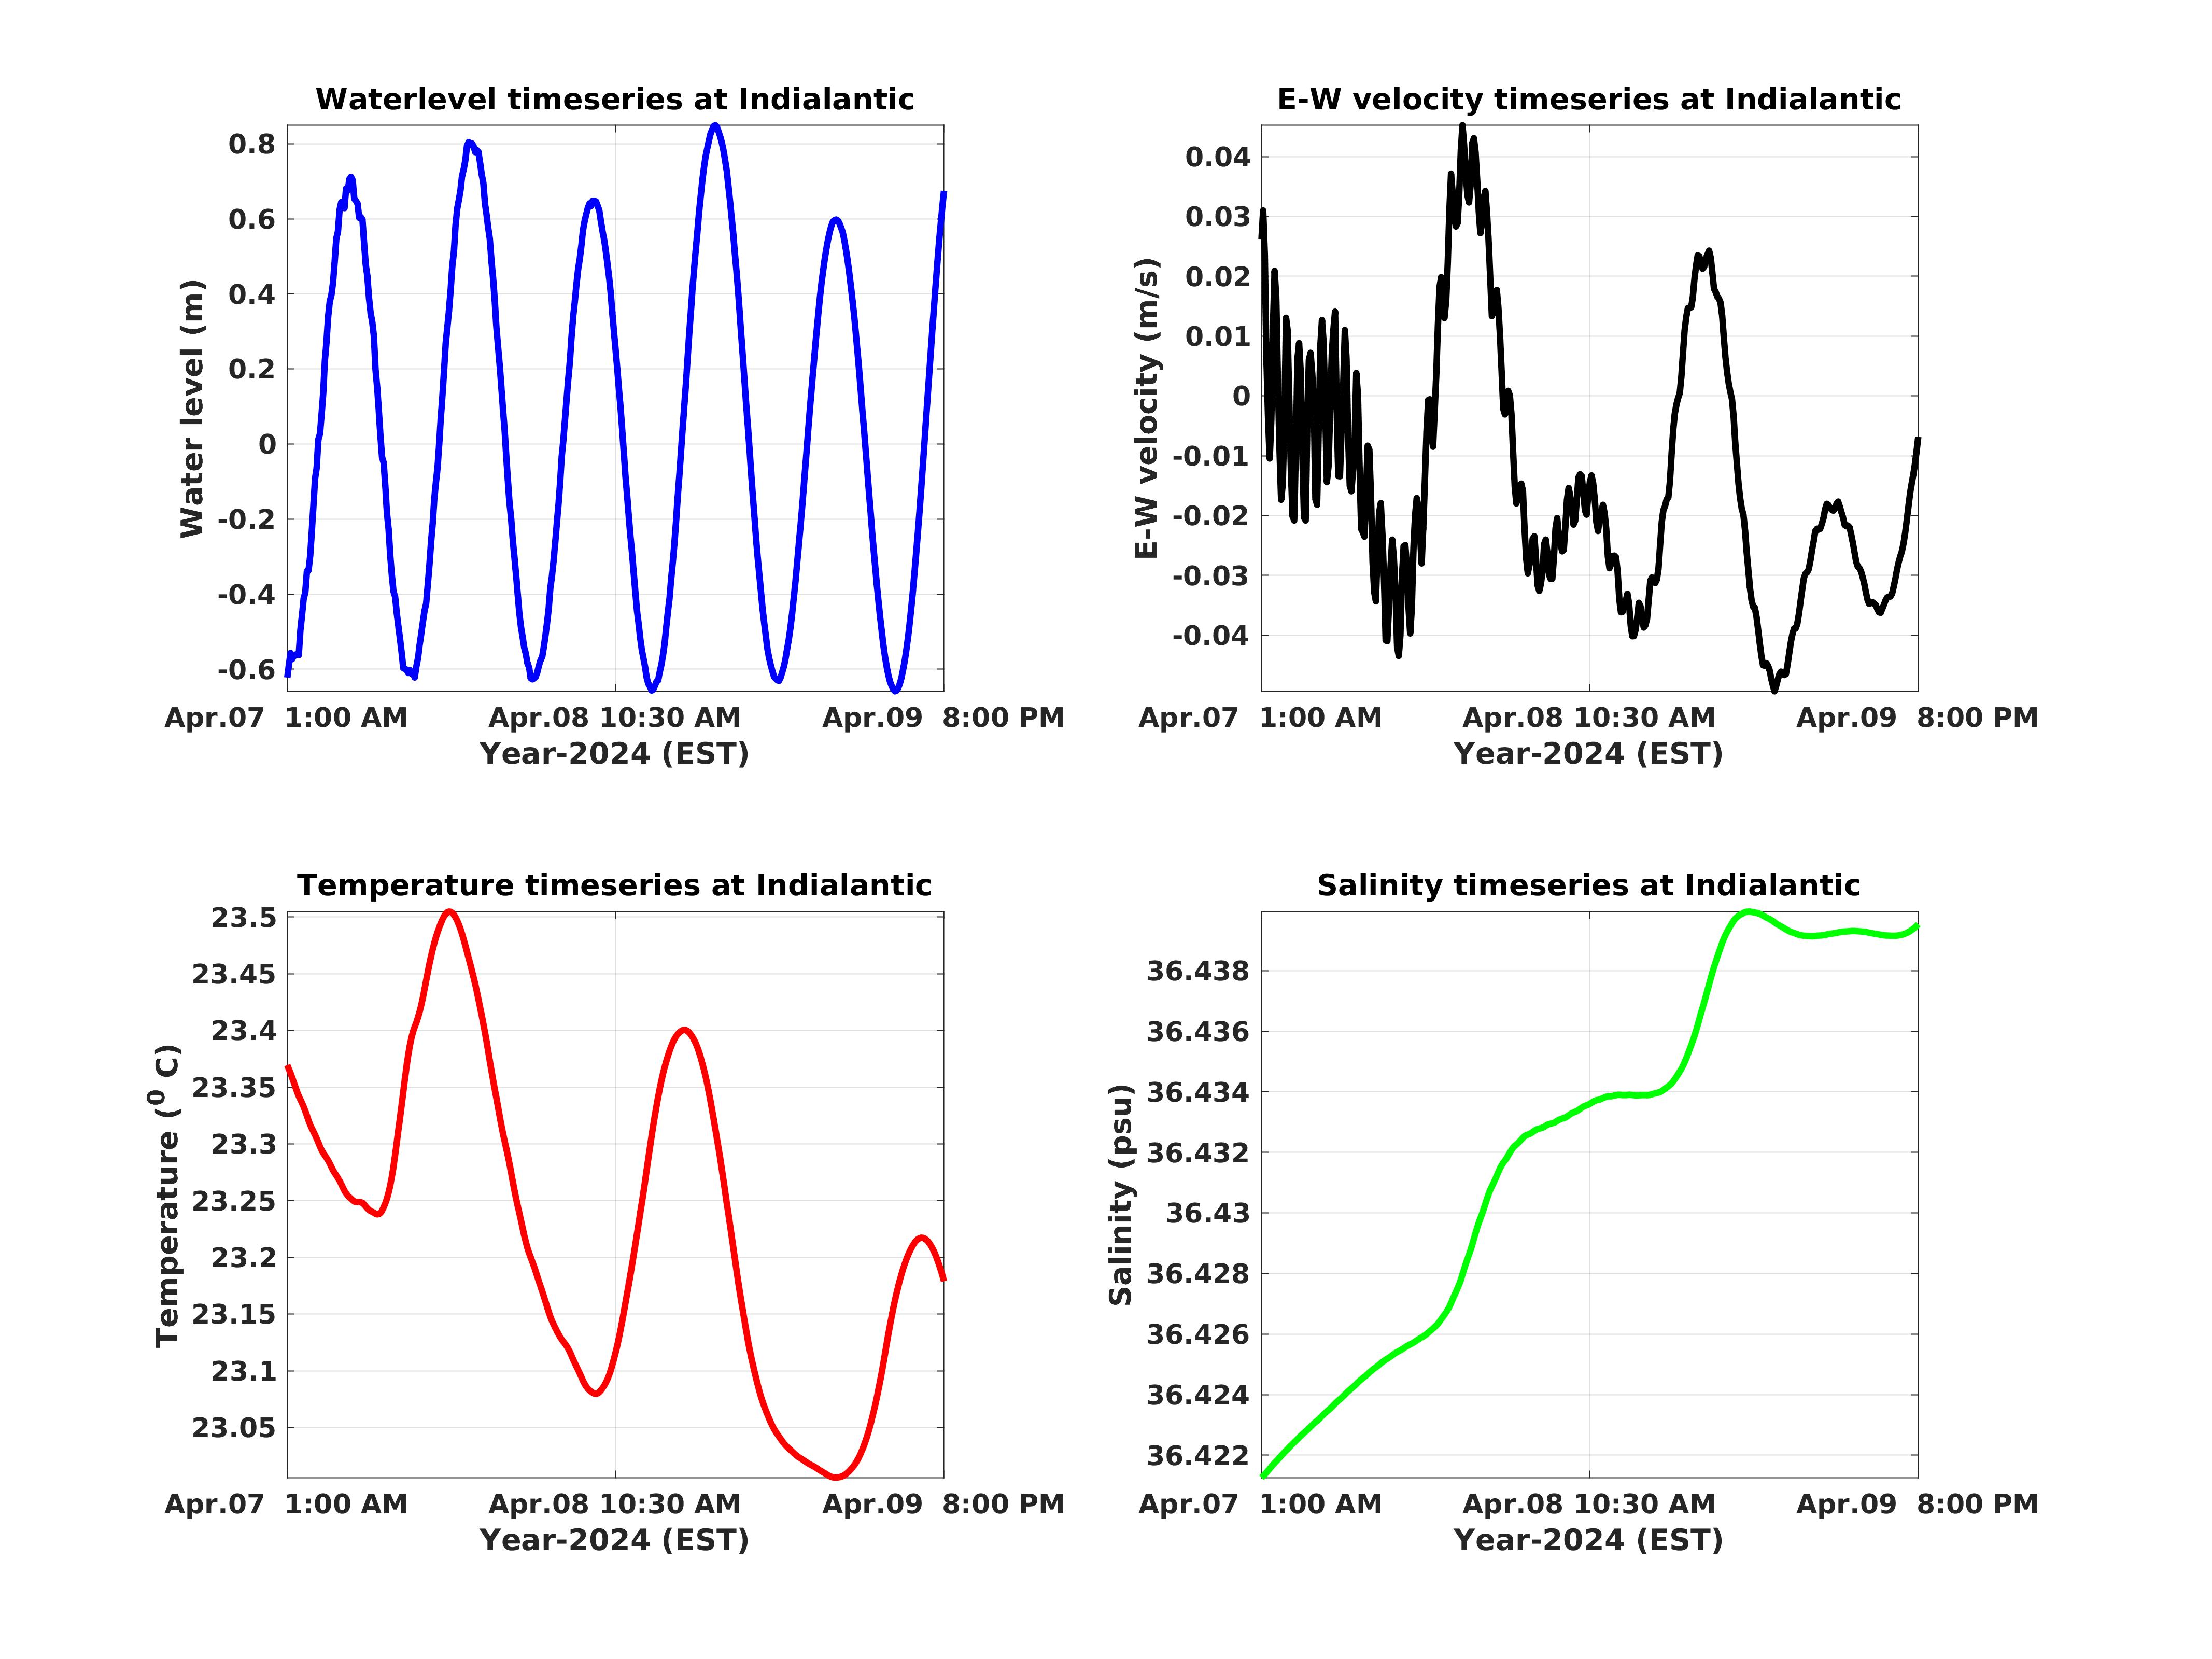 Waterlevel timeseries at Indialantic
0.8
0.6
0.4
0.2
0
-0.2
-0.4
-0.6
Water level (m)
Apr.07 1:00 AM Apr.08 10:30 AM Apr.09 8:00 PM
Year-2024 (EST)
E-W velocity timeseries at Indialantic
0.04
0.03
0.02
0.01
0
-0.01
-0.02
-0.03
-0.04
E-W velocity (m/s)
Apr.07 1:00 AM Apr.08 10:30 AM Apr.09 8:00 PM
Year-2024 (EST)
Temperature timeseries at Indialantic
23.5
23.45
23.4
23.35
23.3
23.25
23.2
23.15
23.1
23.05
Temperature (⁰ C)
Apr.07 1:00 AM Apr.08 10:30 AM Apr.09 8:00 PM
Year-2024 (EST)
Salinity timeseries at Indialantic
36.438
36.436
36.434
36.432
36.43
36.428
36.426
36.424
36.422
Salinity (psu)
Apr.07 1:00 AM Apr.08 10:30 AM Apr.09 8:00 PM
Year-2024 (EST)